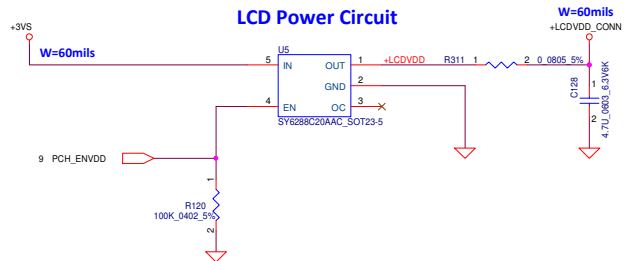 LCD Power Circuit
+3VS
W=60mils
W=60mils
+LCDVDD_CONN
U5
5 IN OUT 1 +LCDVDD R311 1 2 0_0805_5%
GND 2
4 EN OC 3
SY6288C20AAC_SOT23-5
C128
1
2
4.7U_0603_6.3V6K
9 PCH_ENVDD
1
R120
100K_0402_5%
2